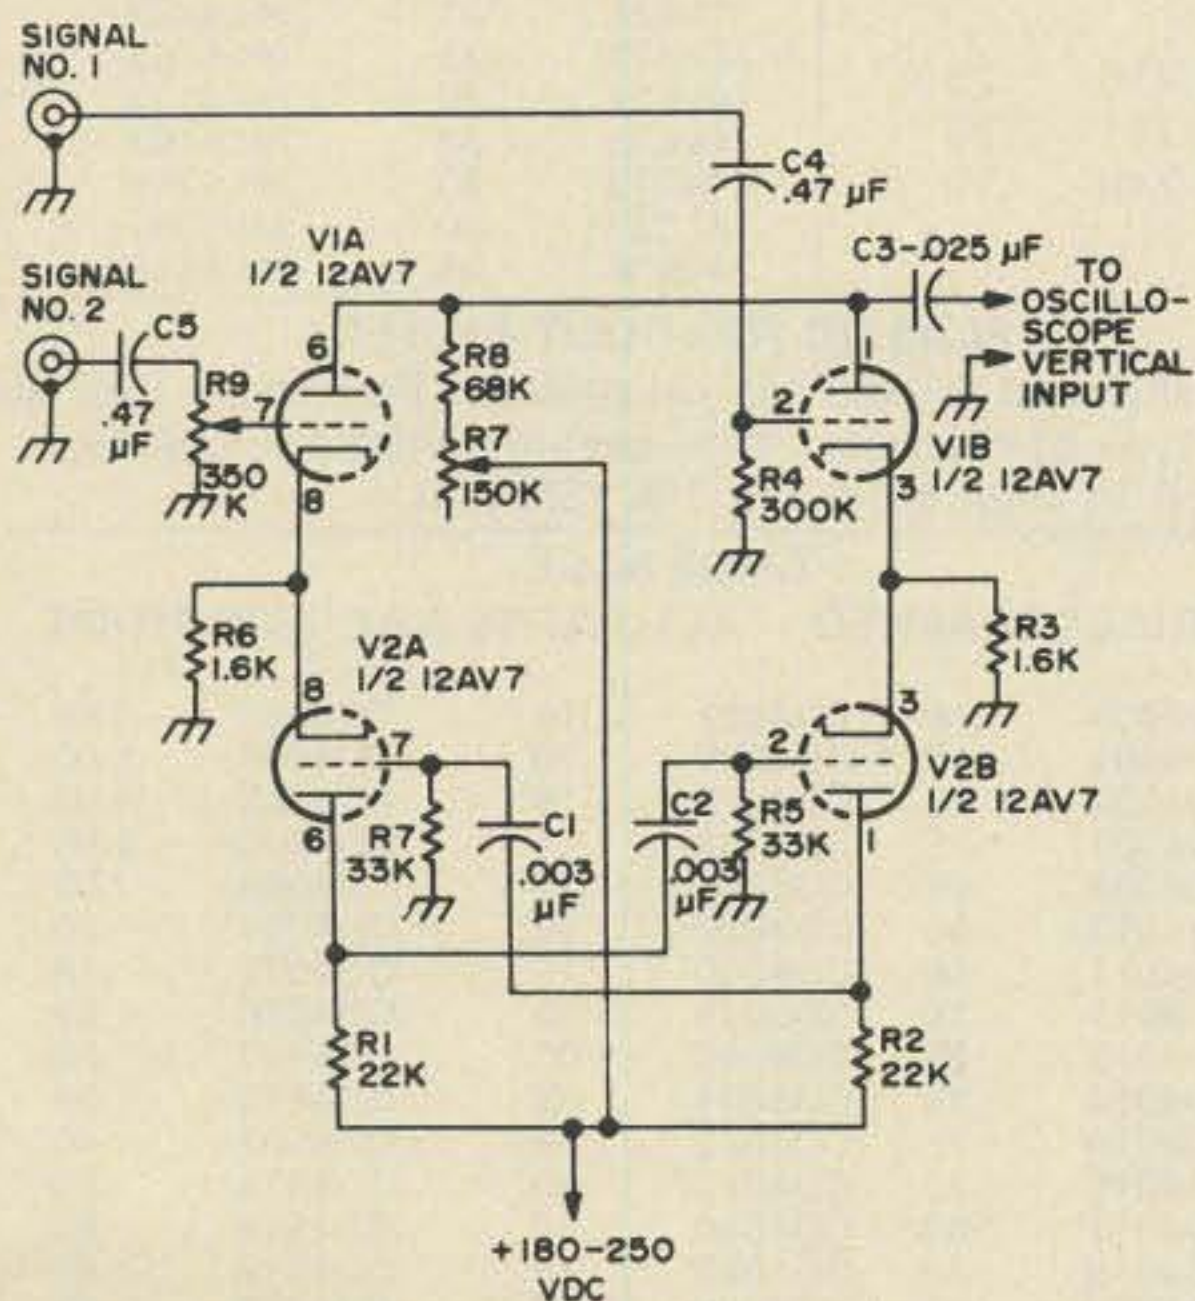 SIGNAL
NO. 1
C4
.47 µF
V1A
1/2 12AV7
C3-.025 µF
TO
OSCILLO-
SCOPE
VERTICAL
INPUT
SIGNAL
NO. 2
C5
.47
µF
R9
350
K
6
7
8
R8
68K
R7
150K
1
2
3
V1B
1/2 12AV7
R4
300K
R6
1.6K
R3
1.6K
V2A
1/2 12AV7
8
7
6
R7
33K
C1
.003
µF
C2
.003
µF
R5
33K
3
2
1
V2B
1/2 12AV7
R1
22K
R2
22K
+180-250
VDC